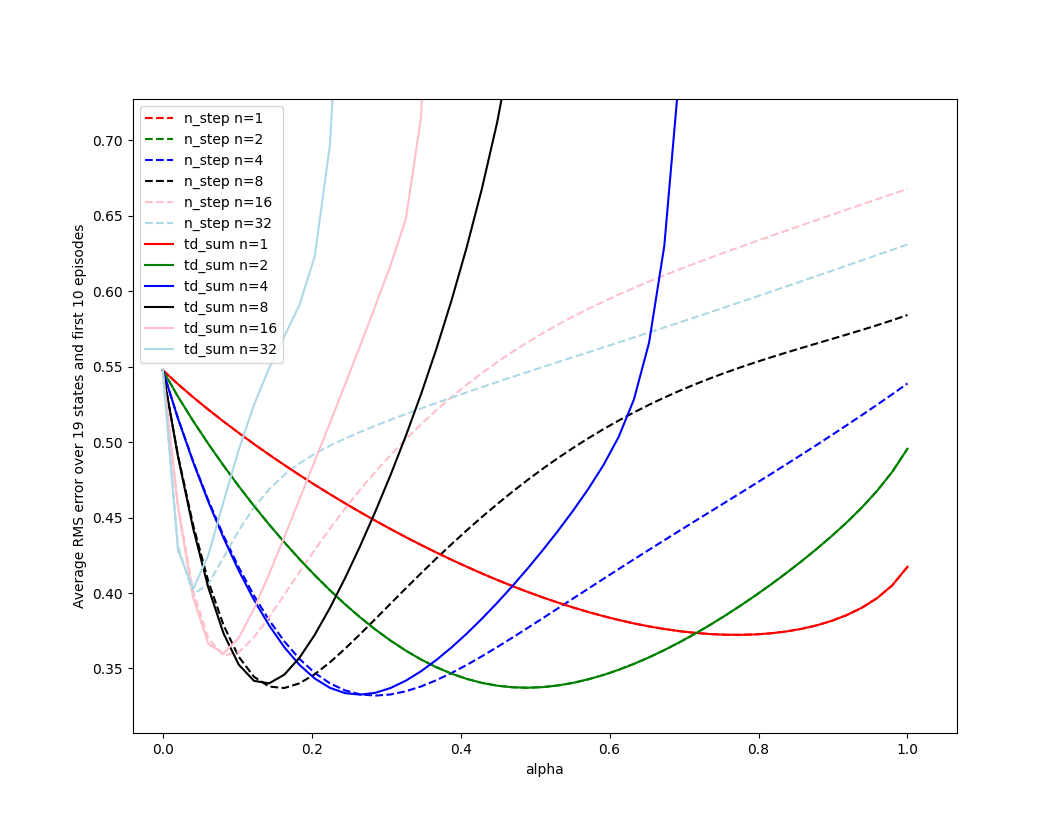 n_step n=1
n_step n=2
n_step n=4
n_step n=8
n_step n=16
n_step n=32
td_sum n=1
td_sum n=2
td_sum n=4
td_sum n=8
td_sum n=16
td_sum n=32
Average RMS error over 19 states and first 10 episodes
0.70
0.65
0.60
0.55
0.50
0.45
0.40
0.35
0.0 0.2 0.4 0.6 0.8 1.0
alpha